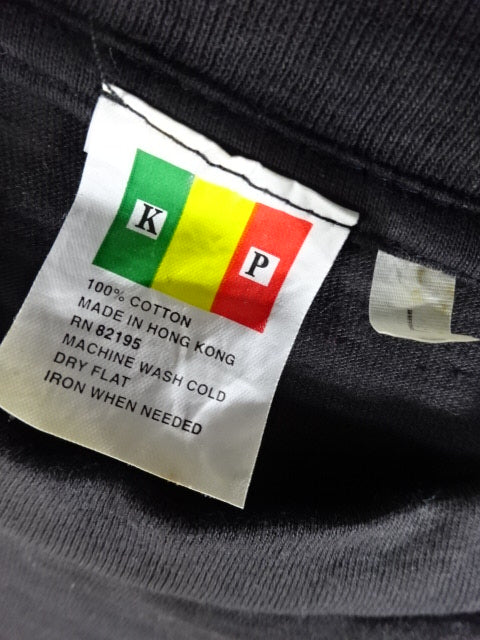 K
P
100% COTTON
MADE IN HONG KONG
RN 82195
MACHINE WASH COLD
DRY FLAT
IRON WHEN NEEDED